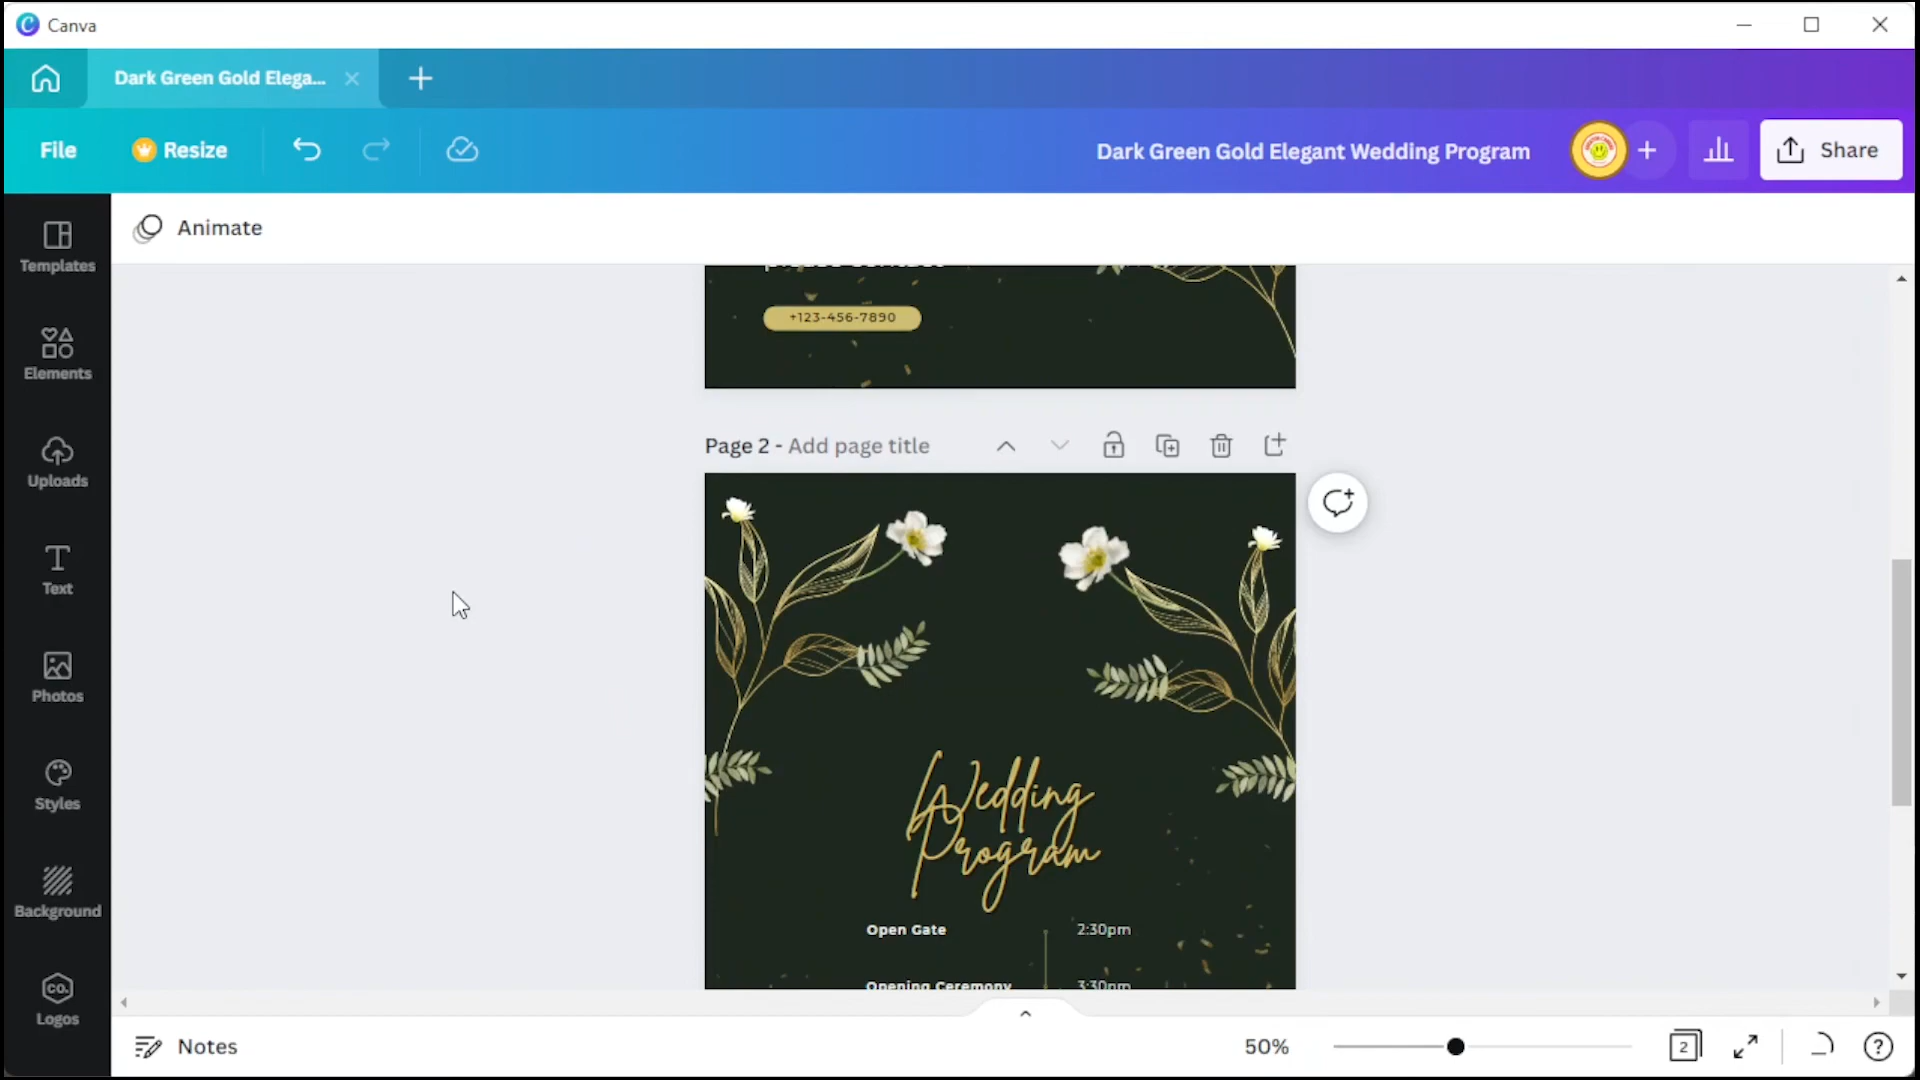 Canva
Dark Green Gold Elega...
File
Resize
Dark Green Gold Elegant Wedding Program
Share
Templates
Elements
Uploads
Text
Photos
Styles
Background
CO.
Logos
Animate
+123-456-7890
Page 2 - Add page title
Wedding
Program
Open Gate 2:30pm
Opening Ceremony 3:30pm
Notes
50%
2
?